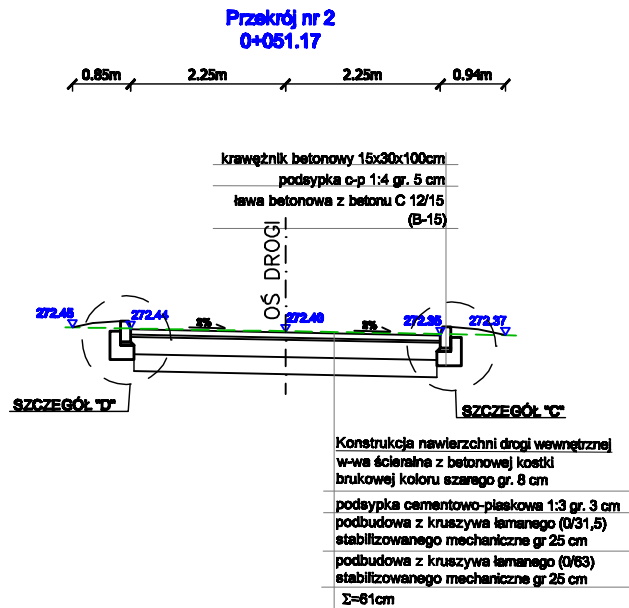 Przekrój nr 2
0+051.17
0.85m 2.25m 2.25m 0.94m
krawężnik betonowy 15x30x100cm
podsypka c-p 1:4 gr. 5 cm
ława betonowa z betonu C 12/15
(B-15)
OŚ DROGI
272.45 272.44 2% 272.40 2% 272.35 272.37
SZCZEGÓŁ "D" SZCZEGÓŁ "C"
Konstrukcja nawierzchni drogi wewnętrznej
w-wa ścieralna z betonowej kostki
brukowej koloru szarego gr. 8 cm
podsypka cementowo-piaskowa 1:3 gr. 3 cm
podbudowa z kruszywa łamanego (0/31,5)
stabilizowanego mechaniczne gr 25 cm
podbudowa z kruszywa łamanego (0/63)
stabilizowanego mechaniczne gr 25 cm
Σ=61cm